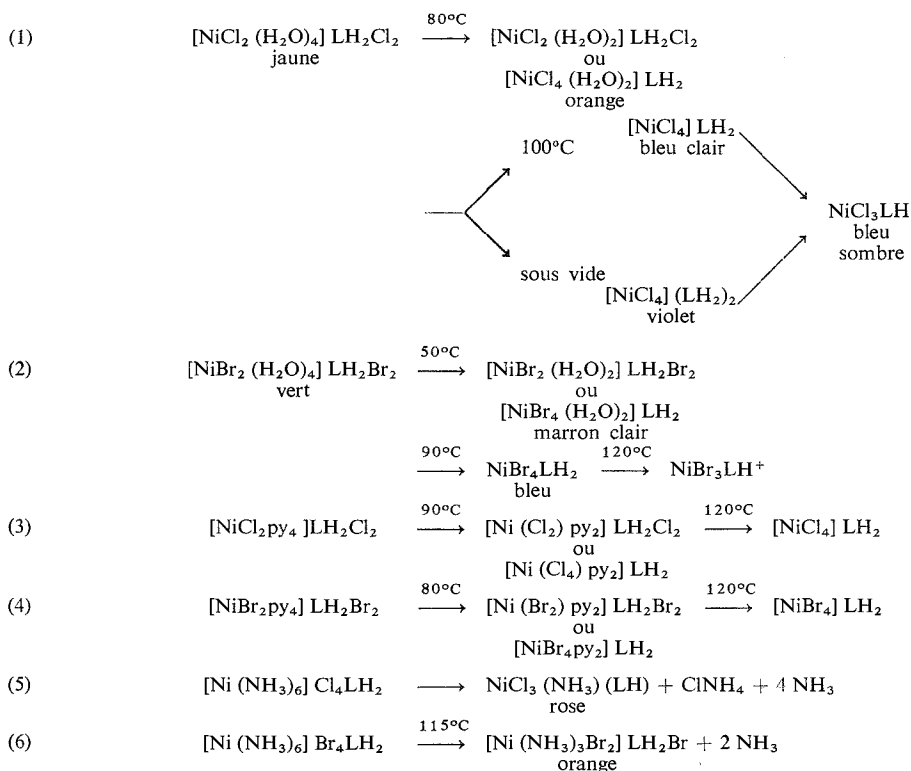 (1) [NiCl₂ (H₂O)₄] LH₂Cl₂ 80°C → [NiCl₂ (H₂O)₂] LH₂Cl₂
jaune ou
[NiCl₄ (H₂O)₂] LH₂
orange
100°C [NiCl₄] LH₂
bleu clair
NiCl₃LH
bleu
sombre
sous vide [NiCl₄] (LH₂)₂
violet
(2) [NiBr₂ (H₂O)₄] LH₂Br₂ 50°C → [NiBr₂ (H₂O)₂] LH₂Br₂
vert ou
[NiBr₄ (H₂O)₂] LH₂
marron clair
90°C → NiBr₄LH₂ 120°C → NiBr₃LH⁺
bleu
(3) [NiCl₂py₄ ]LH₂Cl₂ 90°C → [Ni (Cl₂) py₂] LH₂Cl₂ 120°C → [NiCl₄] LH₂
ou
[Ni (Cl₄) py₂] LH₂
(4) [NiBr₂py₄] LH₂Br₂ 80°C → [Ni (Br₂) py₂] LH₂Br₂ 120°C → [NiBr₄] LH₂
ou
[NiBr₄py₂] LH₂
(5) [Ni (NH₃)₆] Cl₄LH₂ → NiCl₃ (NH₃) (LH) + ClNH₄ + 4 NH₃
rose
(6) [Ni (NH₃)₆] Br₄LH₂ 115°C → [Ni (NH₃)₃Br₂] LH₂Br + 2 NH₃
orange